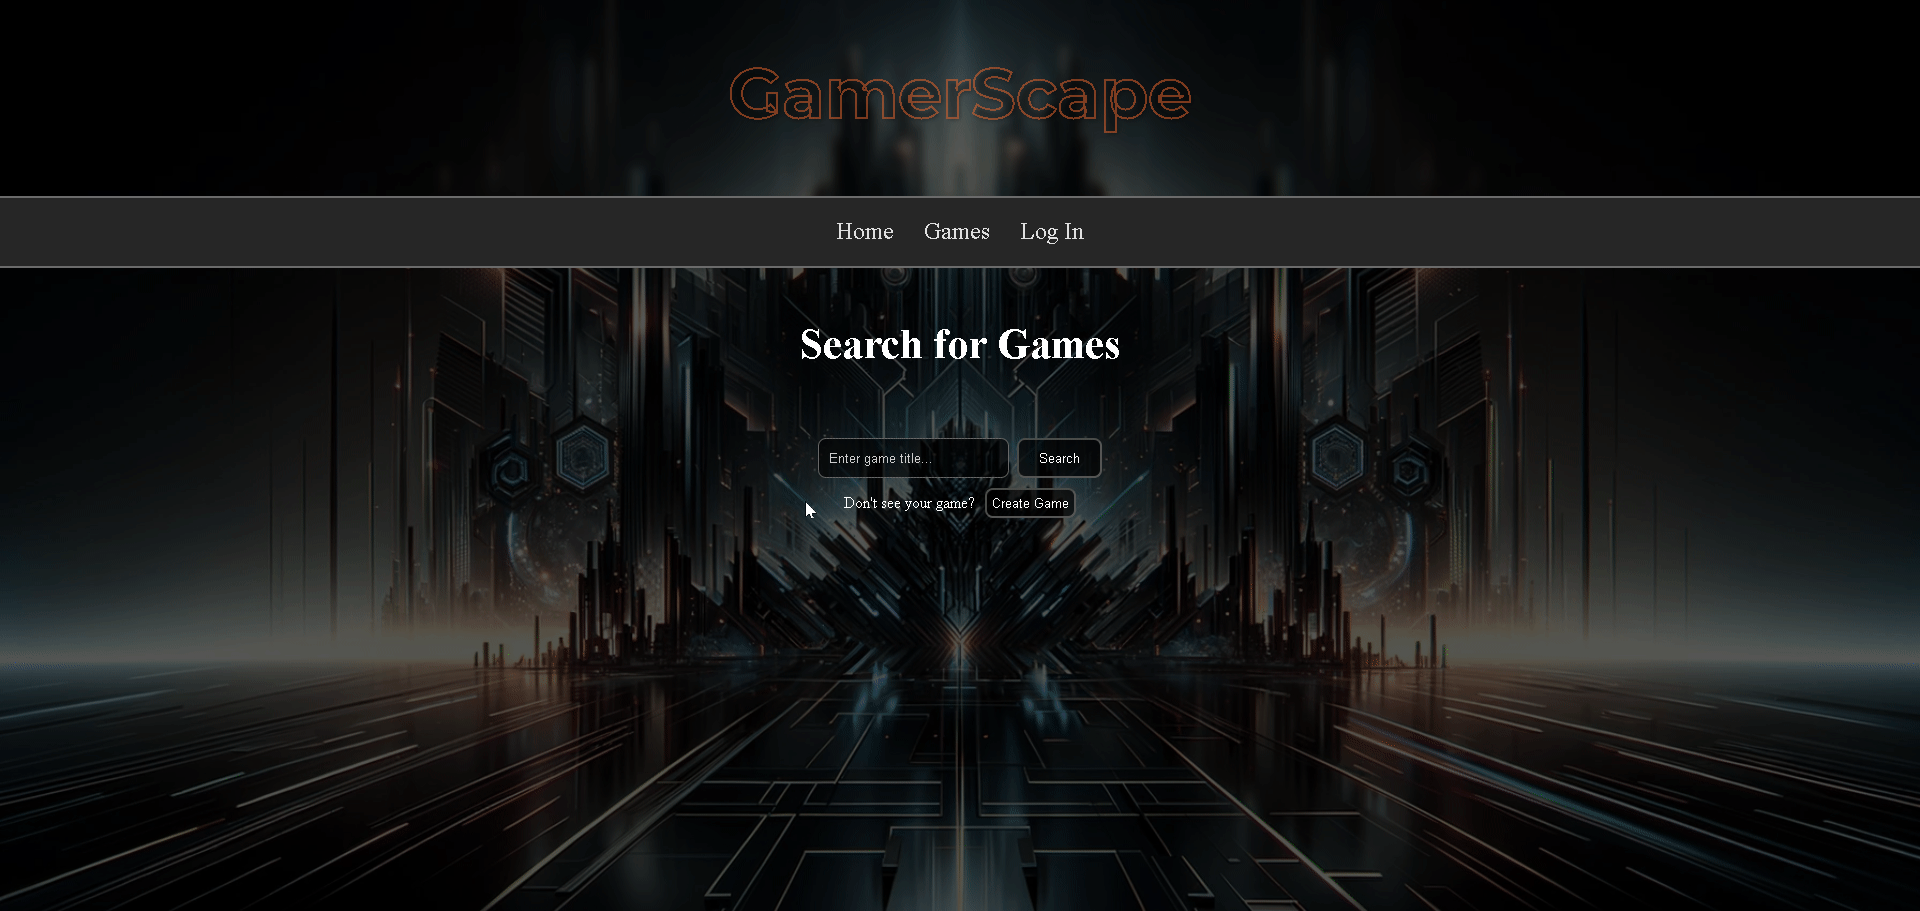 GamerScape
Home Games Log In
Search for Games
Enter game title... Search
Don't see your game? Create Game